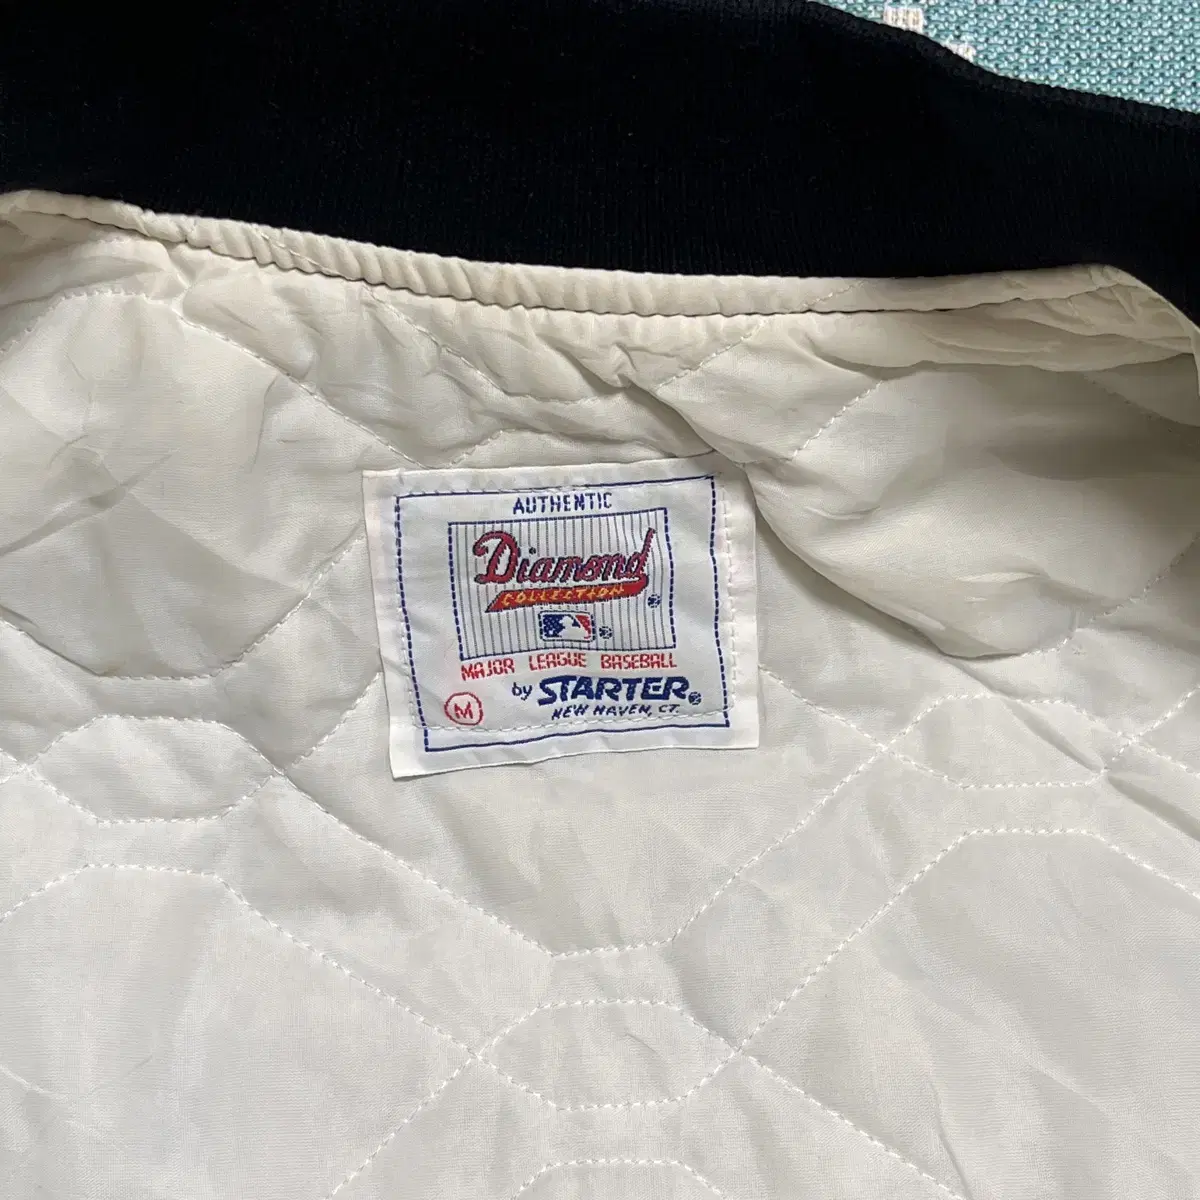 AUTHENTIC
Diamond
COLLECTION ®
®
MAJOR LEAGUE BASEBALL
by STARTER®
M NEW HAVEN, CT.